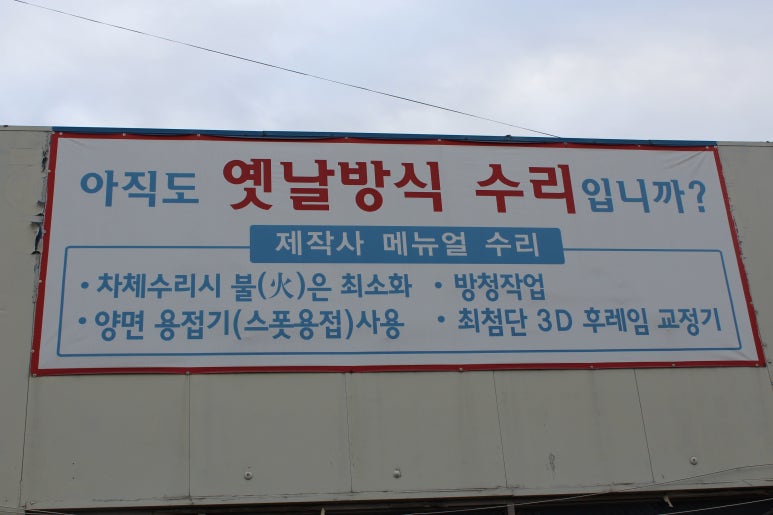 아직도 옛날방식 수리입니까?
제작사 메뉴얼 수리
• 차체수리시 불(火)은 최소화 • 방청작업
• 양면 용접기(스폿용접)사용 • 최첨단 3D 후레임 교정기